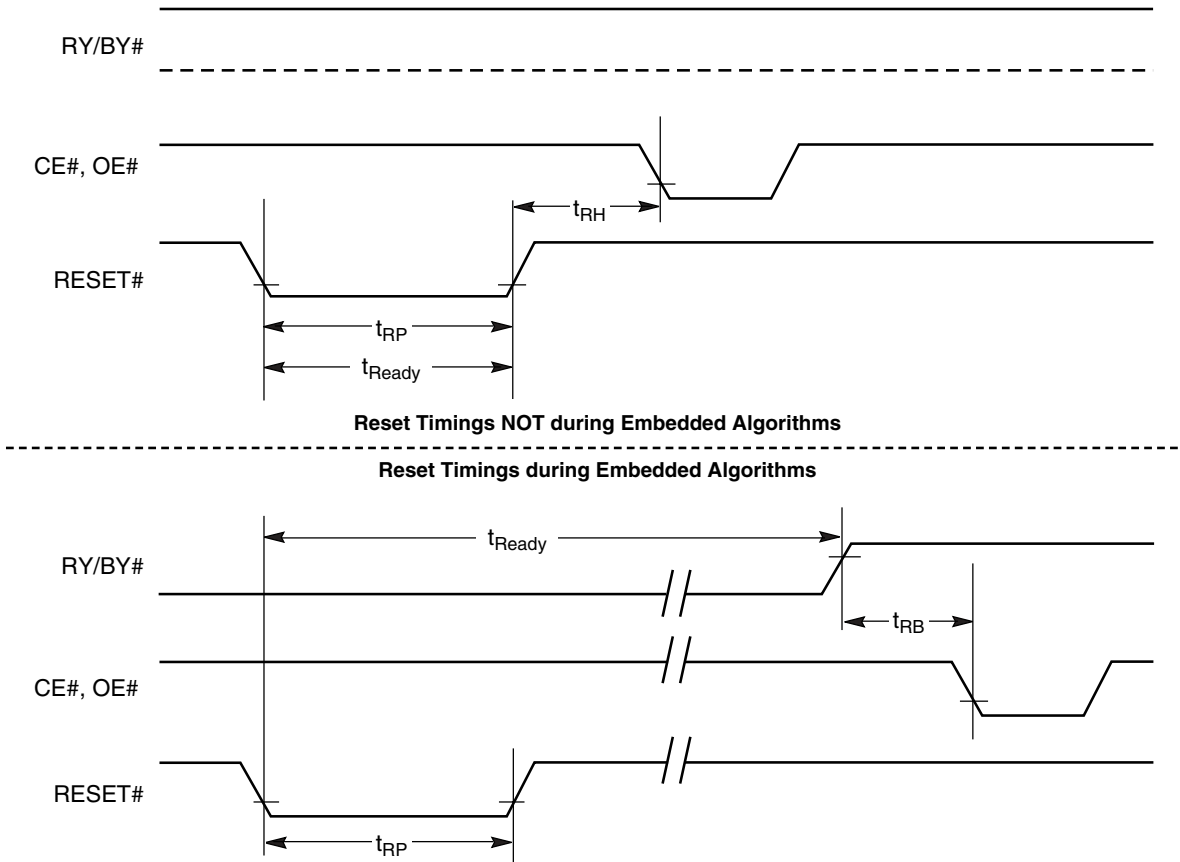 RY/BY#
CE#, OE#
tRH
RESET#
tRP
tReady
Reset Timings NOT during Embedded Algorithms
Reset Timings during Embedded Algorithms
tReady
RY/BY#
tRB
CE#, OE#
RESET#
tRP